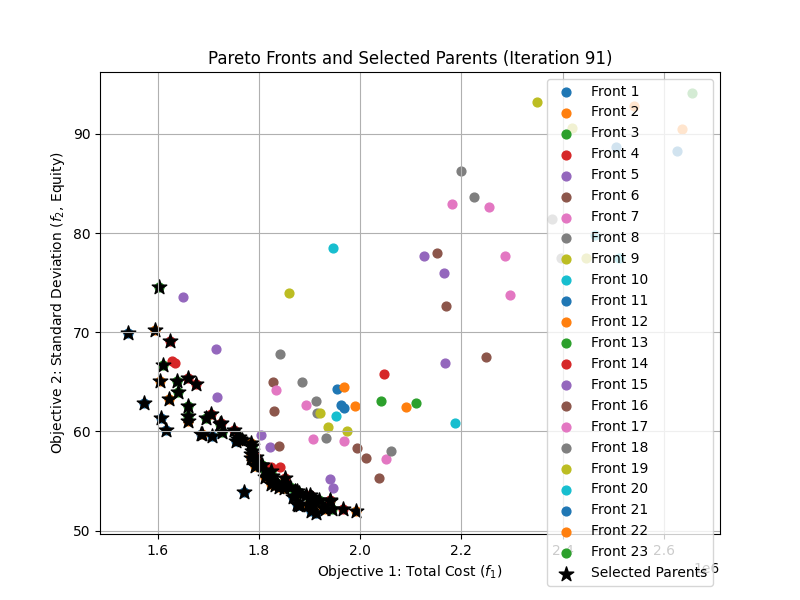 Pareto Fronts and Selected Parents (Iteration 91)
Objective 2: Standard Deviation (f₂, Equity)
90
80
70
60
50
1.6
1.8
2.0
2.2
2.4
2.6
1e6
Objective 1: Total Cost (f₁)
Front 1
Front 2
Front 3
Front 4
Front 5
Front 6
Front 7
Front 8
Front 9
Front 10
Front 11
Front 12
Front 13
Front 14
Front 15
Front 16
Front 17
Front 18
Front 19
Front 20
Front 21
Front 22
Front 23
Selected Parents